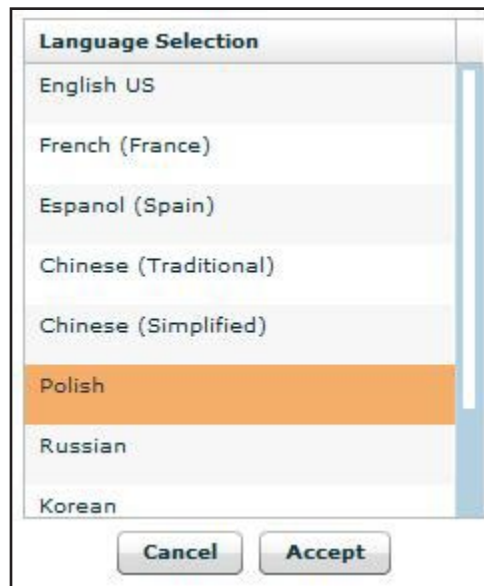 Language Selection
English US
French (France)
Espanol (Spain)
Chinese (Traditional)
Chinese (Simplified)
Polish
Russian
Korean
Cancel
Accept